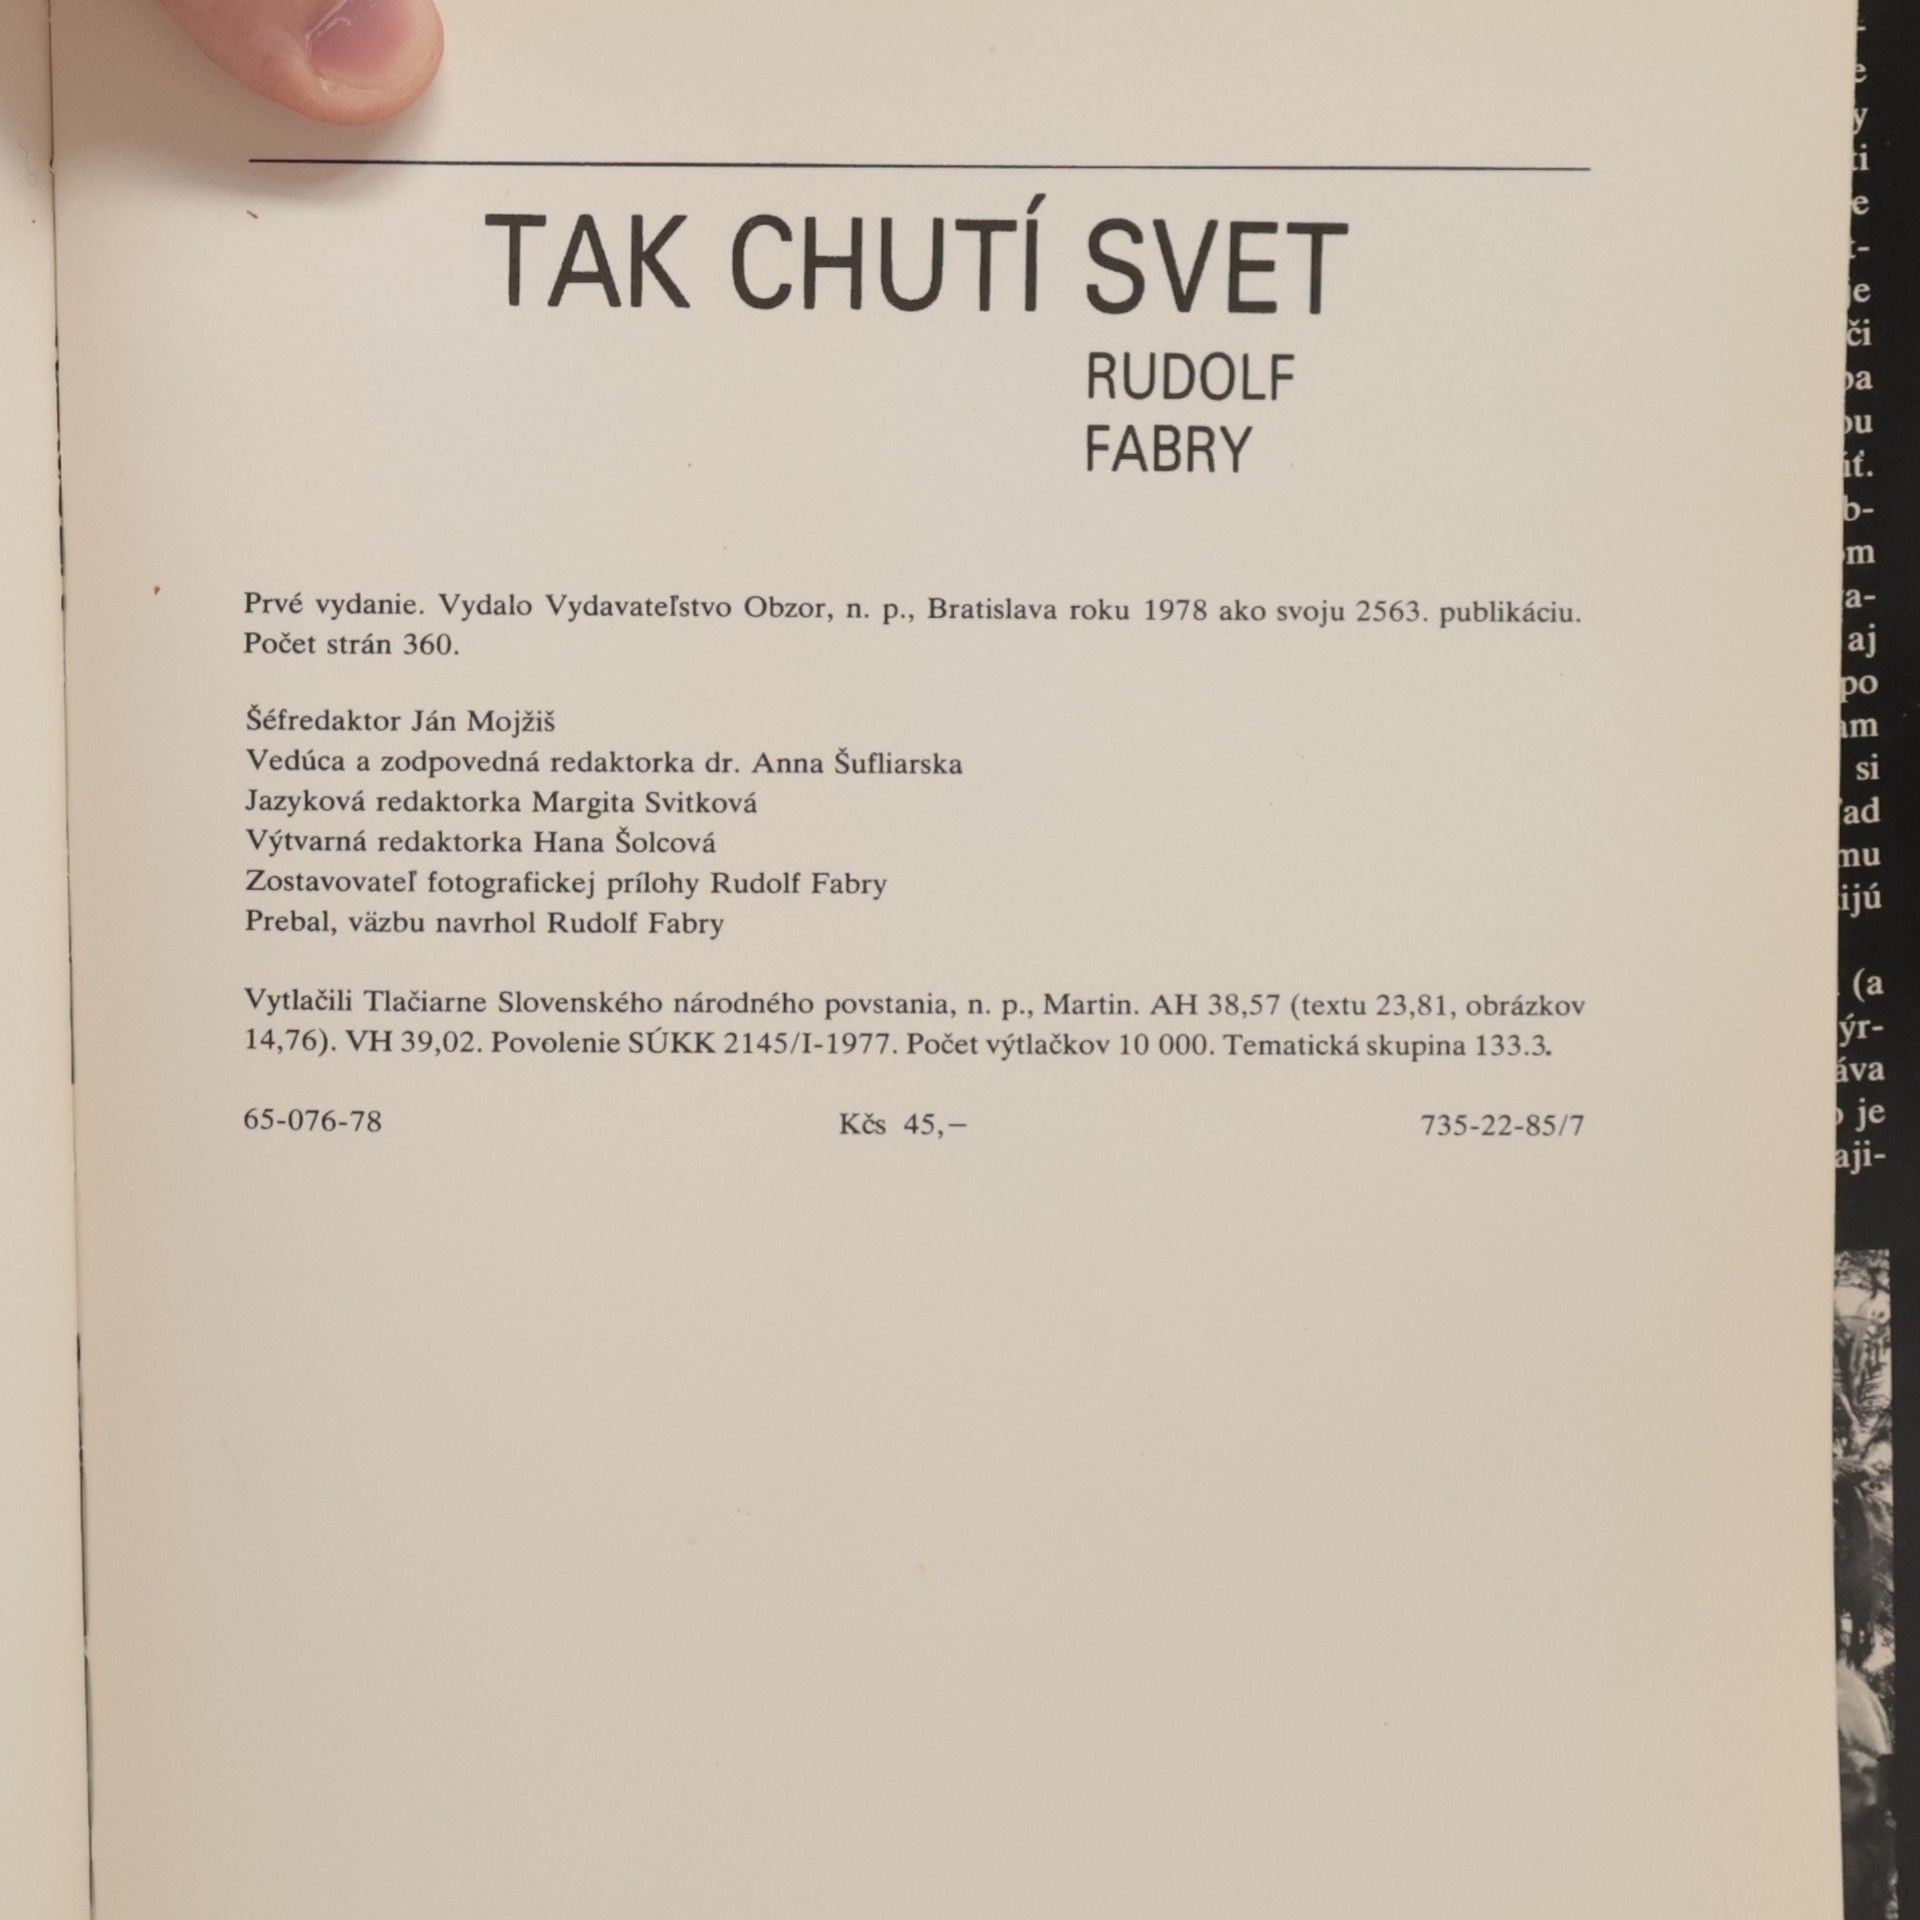 TAK CHUTÍ SVET
RUDOLF
FABRY
Prvé vydanie. Vydalo Vydavateľstvo Obzor, n. p., Bratislava roku 1978 ako svoju 2563. publikáciu.
Počet strán 360.
Šéfredaktor Ján Mojžiš
Vedúca a zodpovedná redaktorka dr. Anna Šufliarska
Jazyková redaktorka Margita Svitková
Výtvarná redaktorka Hana Šolcová
Zostavovateľ fotografickej prílohy Rudolf Fabry
Prebal, väzbu navrhol Rudolf Fabry
Vytlačili Tlačiarne Slovenského národného povstania, n. p., Martin. AH 38,57 (textu 23,81, obrázkov
14,76). VH 39,02. Povolenie SÚKK 2145/I-1977. Počet výtlačkov 10 000. Tematická skupina 133.3.
65-076-78 Kčs 45,— 735-22-85/7